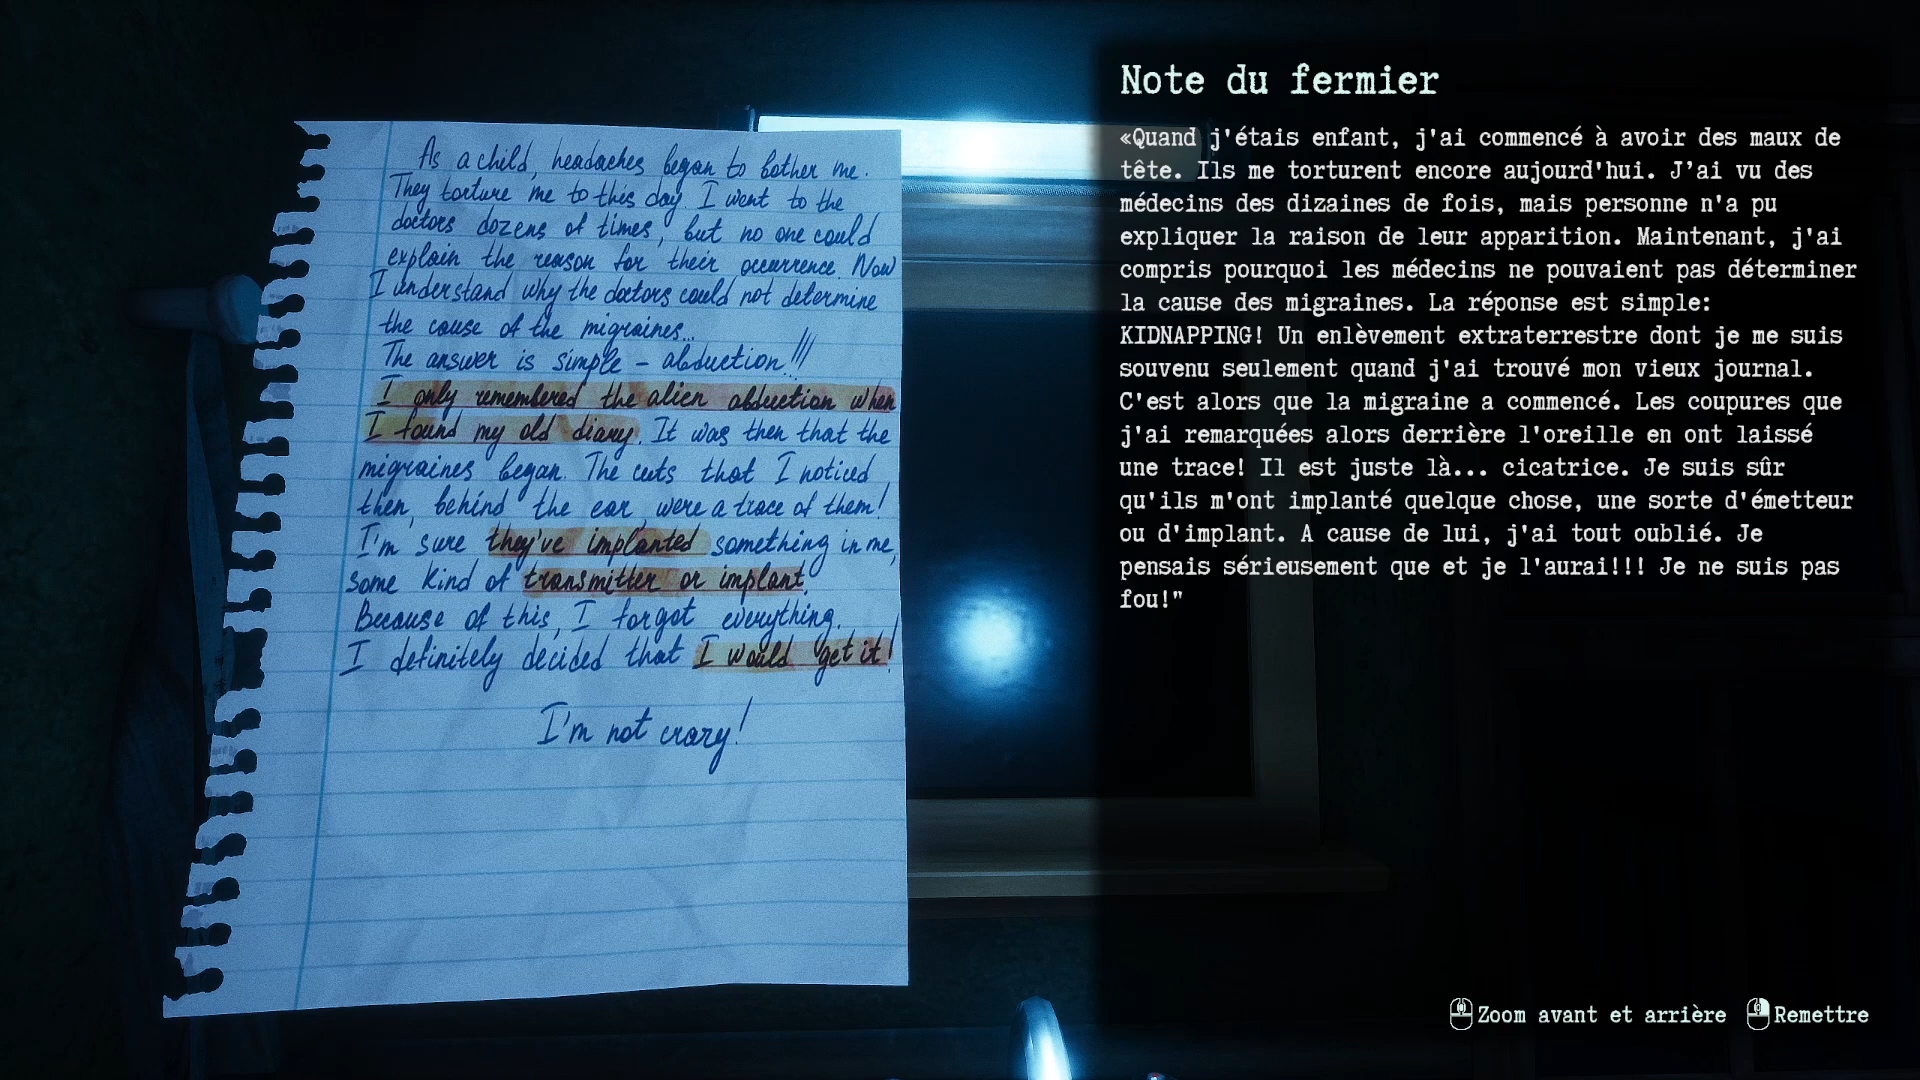 As a child, headaches began to bother me.
They torture me to this day. I went to the
doctors dozens of times, but no one could
explain the reason for their occurrence. Now
I understand why the doctors could not determine
the cause of the migraines...
The answer is simple - abduction!!!
I only remembered the alien abduction when
I found my old diary. It was then that the
migraines began. The cuts that I noticed
then, behind the ear, were a trace of them!
I'm sure they've implanted something in me,
some kind of transmitter or implant.
Because of this, I forgot everything.
I definitely decided that I would get it!
I'm not crazy!
Note du fermier
«Quand j'étais enfant, j'ai commencé à avoir des maux de
tête. Ils me torturent encore aujourd'hui. J'ai vu des
médecins des dizaines de fois, mais personne n'a pu
expliquer la raison de leur apparition. Maintenant, j'ai
compris pourquoi les médecins ne pouvaient pas déterminer
la cause des migraines. La réponse est simple:
KIDNAPPING! Un enlèvement extraterrestre dont je me suis
souvenu seulement quand j'ai trouvé mon vieux journal.
C'est alors que la migraine a commencé. Les coupures que
j'ai remarquées alors derrière l'oreille en ont laissé
une trace! Il est juste là... cicatrice. Je suis sûr
qu'ils m'ont implanté quelque chose, une sorte d'émetteur
ou d'implant. A cause de lui, j'ai tout oublié. Je
pensais sérieusement que et je l'aurai!!! Je ne suis pas
fou!"
Zoom avant et arrière Remettre